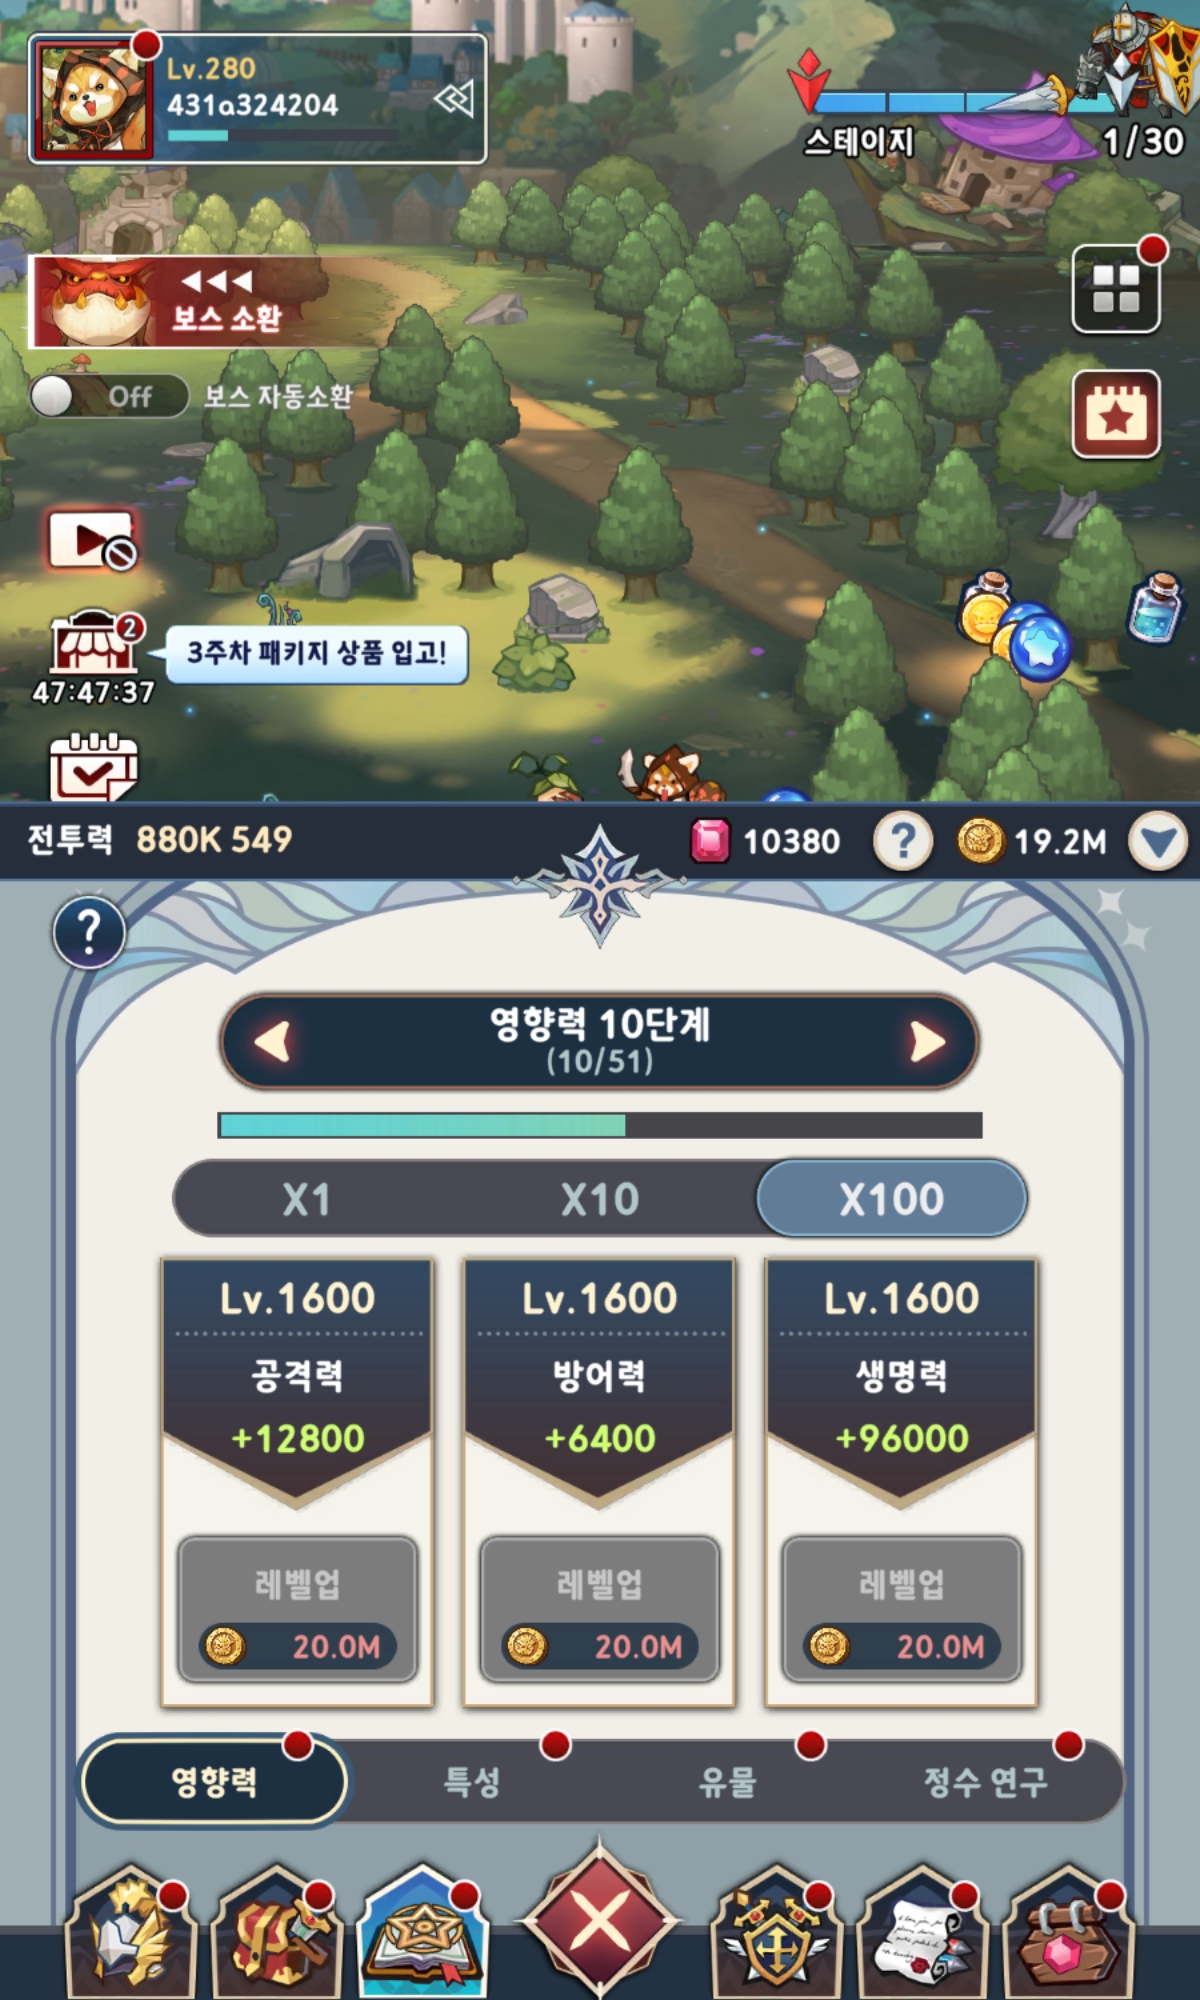 Lv.280
431a324204
스테이지
1/30
보스 소환
Off
보스 자동소환
2
3주차 패키지 상품 입고!
47:47:37
전투력 880K 549
10380
?
19.2M
?
영향력 10단계
(10/51)
X1 X10 X100
Lv.1600 Lv.1600 Lv.1600
공격력 방어력 생명력
+12800 +6400 +96000
레벨업 레벨업 레벨업
20.0M 20.0M 20.0M
영향력 특성 유물 정수 연구